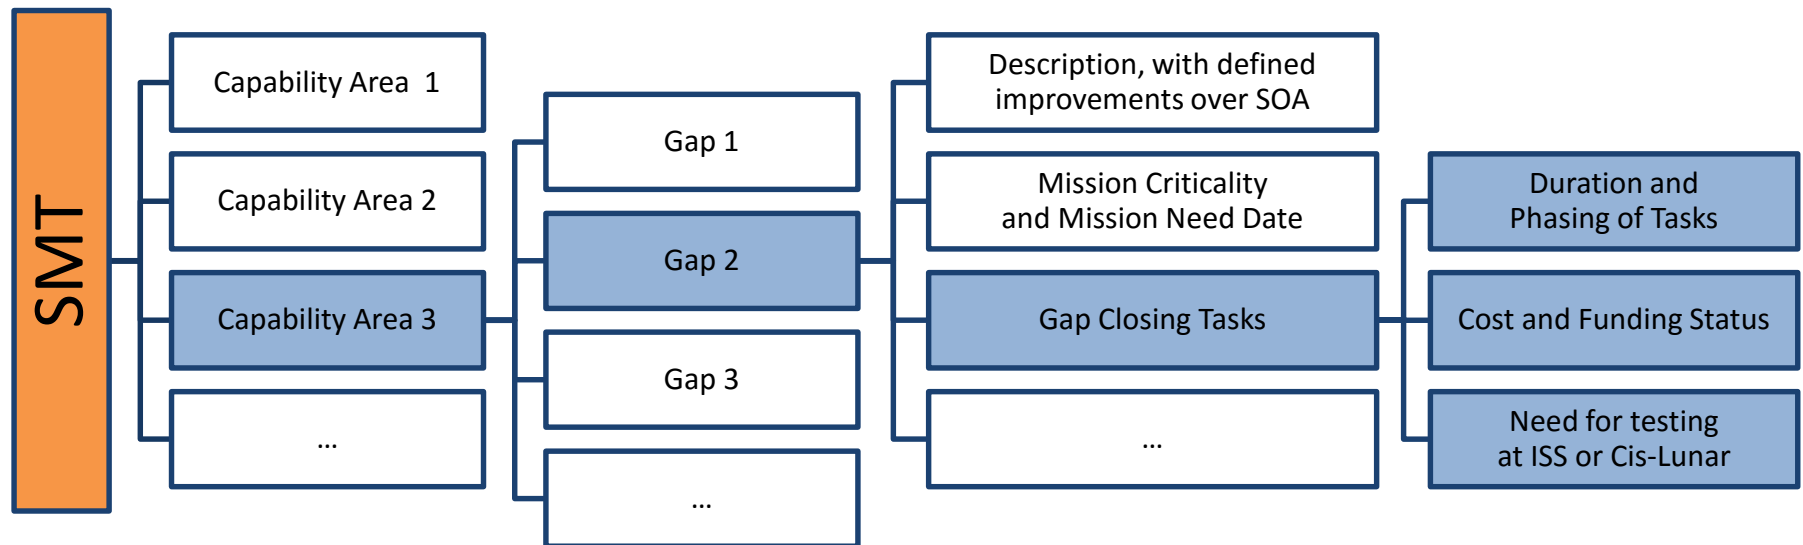 SMT
Capability Area  1
Capability Area 2
Capability Area 3
...
Gap 1
Gap 2
Gap 3
...
Description, with defined
improvements over SOA
Mission Criticality
and Mission Need Date
Gap Closing Tasks
...
Duration and
Phasing of Tasks
Cost and Funding Status
Need for testing
at ISS or Cis-Lunar